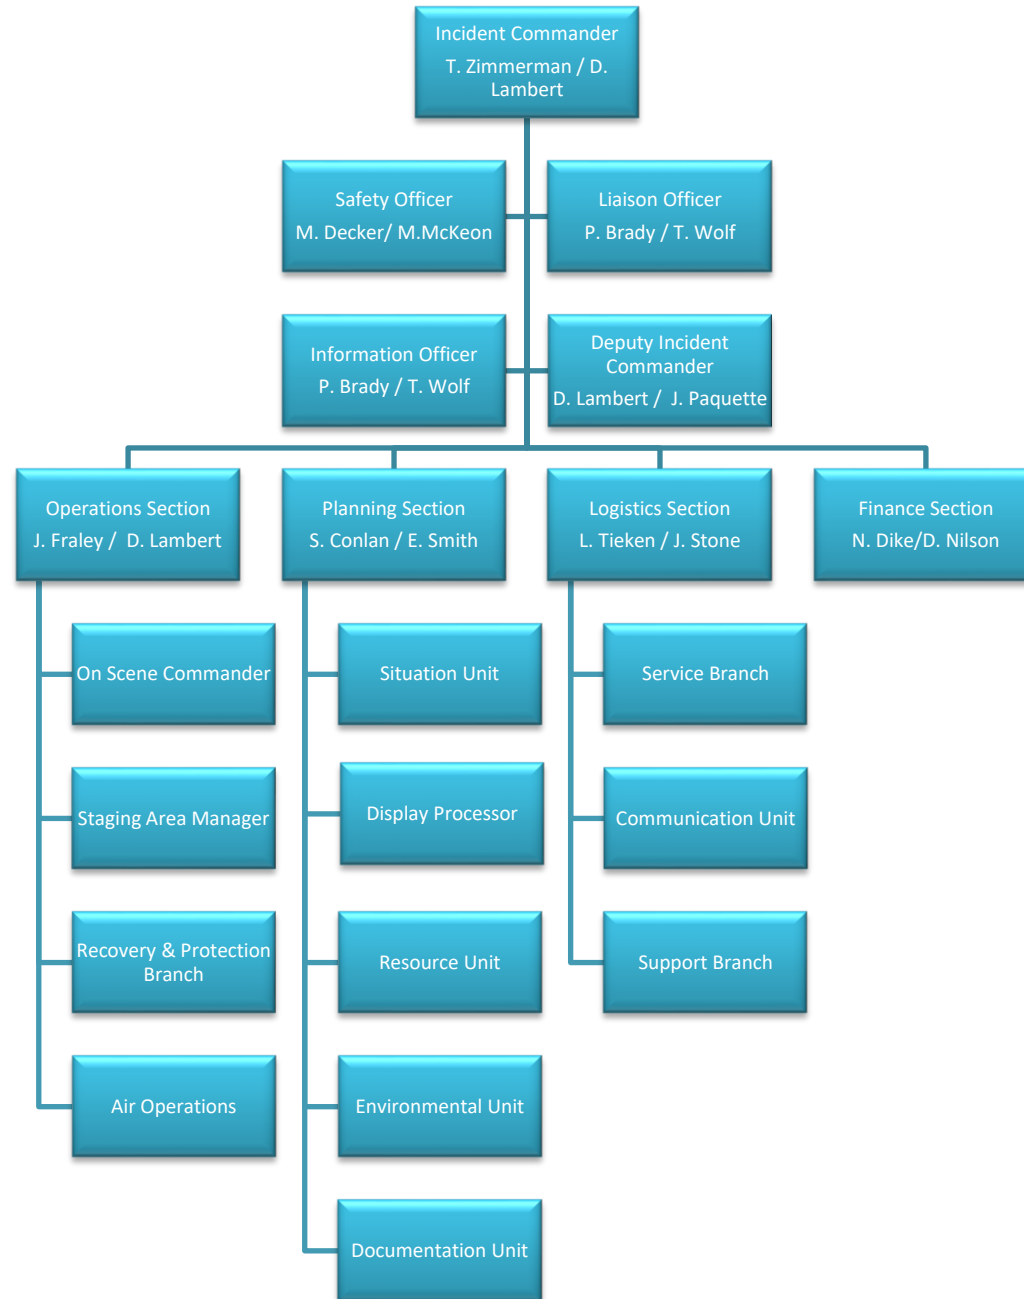 Incident Commander
T. Zimmerman / D.
Lambert
Safety Officer
M. Decker/ M.McKeon
Liaison Officer
P. Brady / T. Wolf
Information Officer
P. Brady / T. Wolf
Deputy Incident
Commander
D. Lambert / J. Paquette
Operations Section
J. Fraley / D. Lambert
Planning Section
S. Conlan / E. Smith
Logistics Section
L. Tieken / J. Stone
Finance Section
N. Dike/D. Nilson
On Scene Commander
Situation Unit
Service Branch
Staging Area Manager
Display Processor
Communication Unit
Recovery & Protection
Branch
Resource Unit
Support Branch
Air Operations
Environmental Unit
Documentation Unit